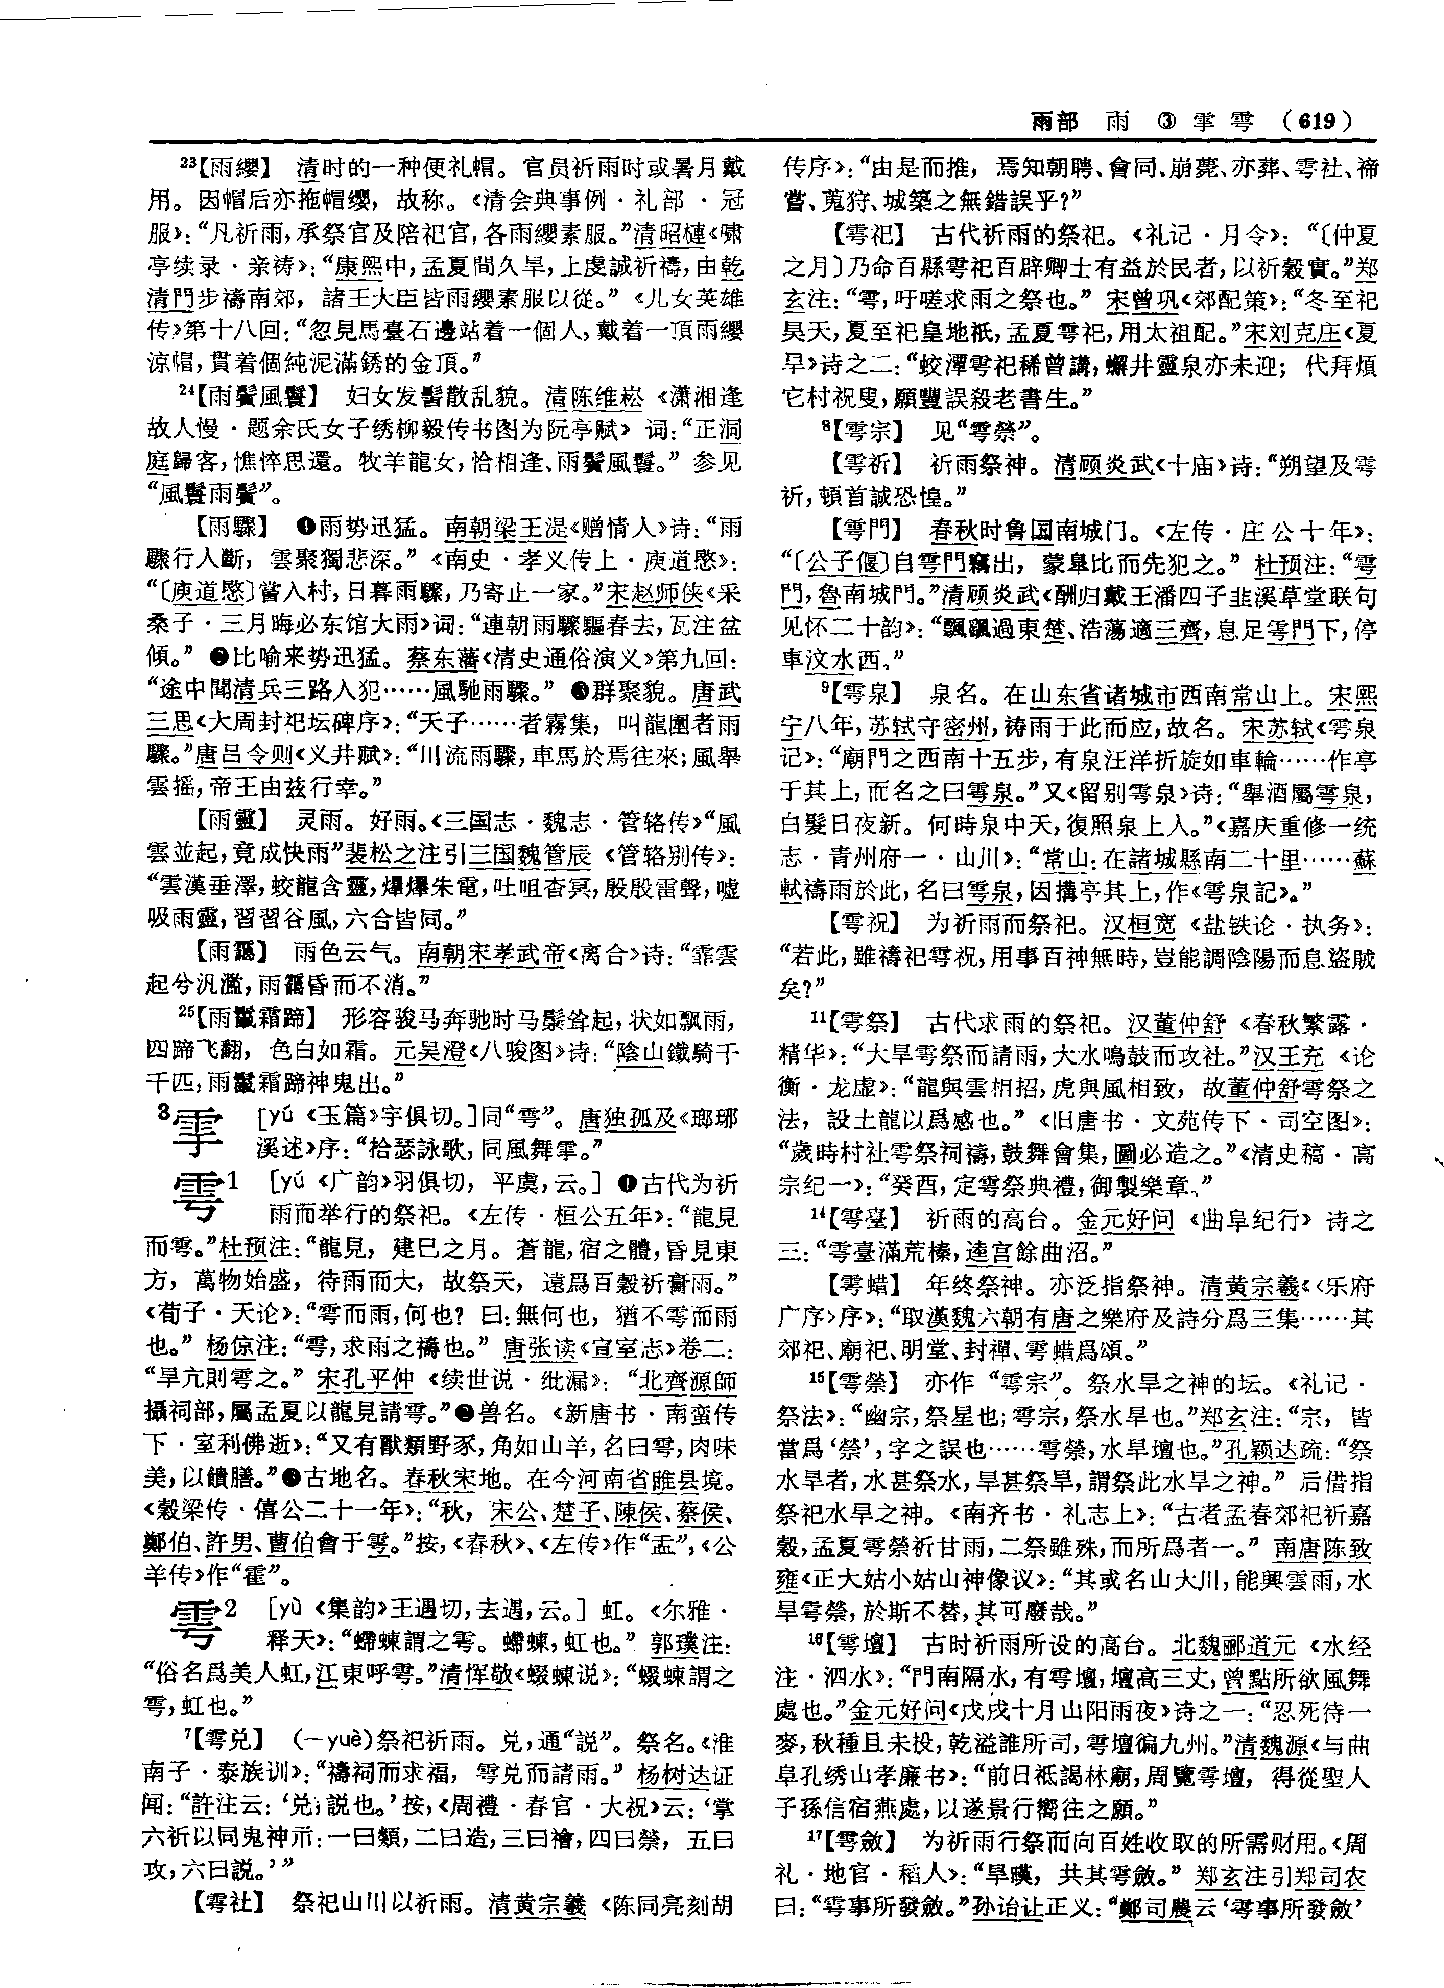 雨部 雨 ③ 雽 雩 (619)
²³【雨纓】 清时的一种便礼帽。官员祈雨时或暑月戴
用。因帽后亦拖帽缨，故称。《清会典事例·礼部·冠
服》：“凡祈雨，承祭官及陪祀官，各雨纓素服。”清昭槤《啸
亭续录·亲祷》：“康熙中，孟夏間久旱，上虔誠祈禱，由乾
清門步禱南郊，諸王大臣皆雨纓素服以從。”《儿女英雄
传》第十八回：“忽見馬臺石邊站着一個人，戴着一頂雨纓
涼帽，貫着個純泥滿銹的金頂。”
²⁴【雨鬢風鬟】 妇女发髻散乱貌。清陈维崧《潇湘逢
故人慢·题余氏女子绣柳毅传书图为阮亭赋》词：“正洞
庭歸客，憔悴思還。牧羊龍女，恰相逢、雨鬢風鬟。”参见
“風鬟雨鬢”。
【雨驟】 ❶雨势迅猛。南朝梁王湜《赠情人》诗：“雨
驟行人斷，雲聚獨悲深。”《南史·孝义传上·庾道愍》：
“〔庾道愍〕嘗入村，日暮雨驟，乃寄止一家。”宋赵师侠《采
桑子·三月晦必东馆大雨》词：“連朝雨驟驅春去，瓦注盆
傾。”❷比喻来势迅猛。蔡东藩《清史通俗演义》第九回：
“途中聞清兵三路入犯……風馳雨驟。”❸群聚貌。唐武
三思《大周封祀坛碑序》：“天子……者霧集，叫龍圉者雨
驟。”唐吕令则《义井赋》：“川流雨驟，車馬於焉往來；風舉
雲摇，帝王由兹行幸。”
【雨靈】 灵雨。好雨。《三国志·魏志·管辂传》“風
雲並起，竟成快雨”裴松之注引三国魏管辰《管辂别传》：
“雲漢垂澤，蛟龍含靈，爆爆朱電，吐咀杳冥，殷殷雷聲，嘘
吸雨靈，習習谷風，六合皆同。”
【雨靄】 雨色云气。南朝宋孝武帝《离合》诗：“霏雲
起兮汎濫，雨靄昏而不消。”
²⁵【雨鬣霜蹄】 形容骏马奔驰时马鬃耸起，状如飘雨，
四蹄飞翻，色白如霜。元吴澄《八骏图》诗：“陰山鐵騎千
千匹，雨鬣霜蹄神鬼出。”
³雽 [yú 《玉篇》宇俱切。]同“雩”。唐独孤及《瑯琊
溪述》序：“拾瑟詠歌，同風舞雽。”
雩¹ [yú 《广韵》羽俱切，平虞，云。] ❶古代为祈
雨而举行的祭祀。《左传·桓公五年》：“龍見
而雩。”杜预注：“龍見，建巳之月。蒼龍，宿之體，昏見東
方，萬物始盛，待雨而大，故祭天，遠爲百穀祈膏雨。”
《荀子·天论》：“雩而雨，何也？曰：無何也，猶不雩而雨
也。”杨倞注：“雩，求雨之禱也。”唐张读《宣室志》卷二：
“旱亢則雩之。”宋孔平仲《续世说·纰漏》：“北齊源師
攝祠部，屬孟夏以龍見請雩。”❷兽名。《新唐书·南蛮传
下·室利佛逝》：“又有獸類野豕，角如山羊，名曰雩，肉味
美，以饋膳。”❸古地名。春秋宋地。在今河南省睢县境。
《穀梁传·僖公二十一年》：“秋，宋公、楚子、陳侯、蔡侯、
鄭伯、許男、曹伯會于雩。”按，《春秋》、《左传》作“盂”，《公
羊传》作“霍”。
雩² [yù 《集韵》王遇切，去遇，云。] 虹。《尔雅·
释天》：“螮蝀謂之雩。螮蝀，虹也。”郭璞注：
“俗名爲美人虹，江東呼雩。”清恽敬《蝃蝀说》：“蝃蝀謂之
雩，虹也。”
⁷【雩兑】 (—yuè)祭祀祈雨。兑，通“説”。祭名。《淮
南子·泰族训》：“禱祠而求福，雩兑而請雨。”杨树达证
闻：“許注云：‘兑；説也。’按，《周禮·春官·大祝》云：‘掌
六祈以同鬼神示：一曰類，二曰造，三曰禬，四曰禜，五曰
攻，六曰説。’”
【雩社】 祭祀山川以祈雨。清黄宗羲《陈同亮刻胡
传序》：“由是而推，焉知朝聘、會同、崩薨、亦葬、雩社、禘
嘗、蒐狩、城築之無錯誤乎？”
【雩祀】 古代祈雨的祭祀。《礼记·月令》：“〔仲夏
之月〕乃命百縣雩祀百辟卿士有益於民者，以祈穀實。”郑
玄注：“雩，吁嗟求雨之祭也。”宋曾巩《郊配策》：“冬至祀
昊天，夏至祀皇地祇，孟夏雩祀，用太祖配。”宋刘克庄《夏
旱》诗之二：“蛟潭雩祀稀曾講，蠏井靈泉亦未迎；代拜煩
它村祝叟，願豐誤殺老書生。”
⁸【雩宗】 见“雩禜”。
【雩祈】 祈雨祭神。清顾炎武《十庙》诗：“朔望及雩
祈，頓首誠恐惶。”
【雩門】 春秋时鲁国南城门。《左传·庄公十年》：
“〔公子偃〕自雩門竊出，蒙皋比而先犯之。”杜预注：“雩
門，魯南城門。”清顾炎武《酬归戴王潘四子韭溪草堂联句
见怀二十韵》：“飄颻過東楚、浩蕩適三齊，息足雩門下，停
車汶水西。”
⁹【雩泉】 泉名。在山东省诸城市西南常山上。宋熙
宁八年，苏轼守密州，祷雨于此而应，故名。宋苏轼《雩泉
记》：“廟門之西南十五步，有泉汪洋折旋如車輪……作亭
于其上，而名之曰雩泉。”又《留别雩泉》诗：“舉酒屬雩泉，
白髮日夜新。何時泉中天，復照泉上人。”《嘉庆重修一统
志·青州府一·山川》：“常山：在諸城縣南二十里……蘇
軾禱雨於此，名曰雩泉，因構亭其上，作《雩泉記》。”
【雩祝】 为祈雨而祭祀。汉桓宽《盐铁论·执务》：
“若此，雖禱祀雩祝，用事百神無時，豈能調陰陽而息盜賊
矣？”
¹¹【雩祭】 古代求雨的祭祀。汉董仲舒《春秋繁露·
精华》：“大旱雩祭而請雨，大水鳴鼓而攻社。”汉王充《论
衡·龙虚》：“龍與雲相招，虎與風相致，故董仲舒雩祭之
法，設土龍以爲感也。”《旧唐书·文苑传下·司空图》：
“歲時村社雩祭祠禱，鼓舞會集，圖必造之。”《清史稿·高
宗纪一》：“癸酉，定雩祭典禮，御製樂章。”
¹⁴【雩臺】 祈雨的高台。金元好问《曲阜纪行》诗之
三：“雩臺滿荒榛，逵宫餘曲沼。”
【雩蜡】 年终祭神。亦泛指祭神。清黄宗羲《〈乐府
广序〉序》：“取漢魏六朝有唐之樂府及詩分爲三集……其
郊祀、廟祀、明堂、封禪、雩蜡爲頌。”
¹⁵【雩禜】 亦作“雩宗”。祭水旱之神的坛。《礼记·
祭法》：“幽宗，祭星也；雩宗，祭水旱也。”郑玄注：“宗，皆
當爲‘禜’，字之誤也……雩禜，水旱壇也。”孔颖达疏：“祭
水旱者，水甚祭水，旱甚祭旱，謂祭此水旱之神。”后借指
祭祀水旱之神。《南齐书·礼志上》：“古者孟春郊祀祈嘉
穀，孟夏雩禜祈甘雨，二祭雖殊，而所爲者一。”南唐陈致
雍《正大姑小姑山神像议》：“其或名山大川，能興雲雨，水
旱雩禜，於斯不替，其可廢哉。”
¹⁶【雩壇】 古时祈雨所设的高台。北魏郦道元《水经
注·泗水》：“門南隔水，有雩壇，壇高三丈，曾點所欲風舞
處也。”金元好问《戊戌十月山阳雨夜》诗之一：“忍死待一
麥，秋種且未投，乾溢誰所司，雩壇徧九州。”清魏源《与曲
阜孔绣山孝廉书》：“前日祗謁林廟，周覽雩壇，得從聖人
子孫信宿燕處，以遂景行嚮往之願。”
¹⁷【雩斂】 为祈雨行祭而向百姓收取的所需财用。《周
礼·地官·稻人》：“旱暵，共其雩斂。”郑玄注引郑司农
曰：“雩事所發斂。”孙诒让正义：“鄭司農云‘雩事所發斂’